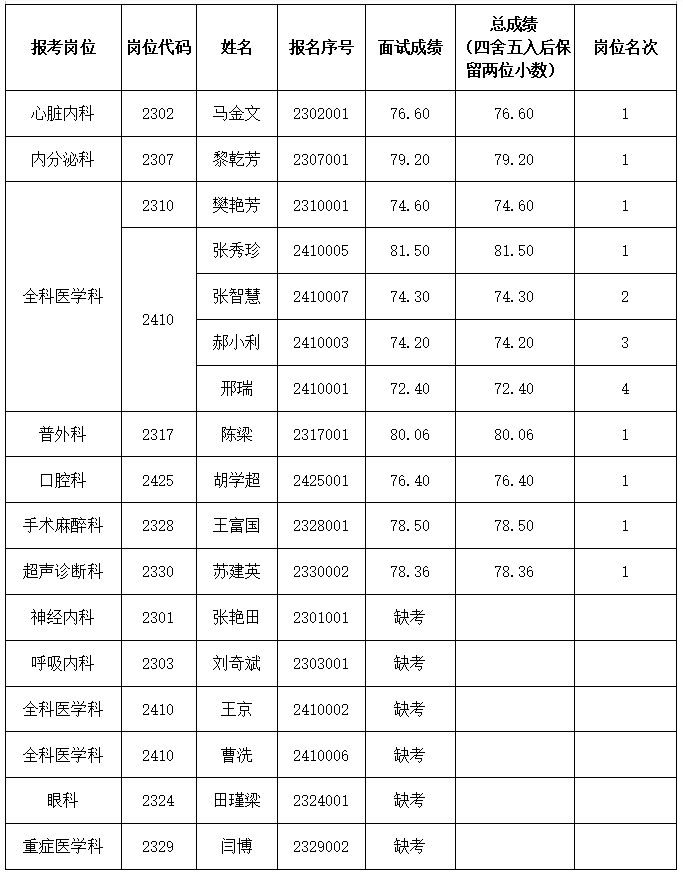 报考岗位 岗位代码 姓名 报名序号 面试成绩 总成绩
（四舍五入后保
留两位小数） 岗位名次
心脏内科 2302 马金文 2302001 76.60 76.60 1
内分泌科 2307 黎乾芳 2307001 79.20 79.20 1
全科医学科 2310 樊艳芳 2310001 74.60 74.60 1
2410 张秀珍 2410005 81.50 81.50 1
张智慧 2410007 74.30 74.30 2
郝小利 2410003 74.20 74.20 3
邢瑞 2410001 72.40 72.40 4
普外科 2317 陈梁 2317001 80.06 80.06 1
口腔科 2425 胡学超 2425001 76.40 76.40 1
手术麻醉科 2328 王富国 2328001 78.50 78.50 1
超声诊断科 2330 苏建英 2330002 78.36 78.36 1
神经内科 2301 张艳田 2301001 缺考
呼吸内科 2303 刘奇斌 2303001 缺考
全科医学科 2410 王京 2410002 缺考
全科医学科 2410 曹洗 2410006 缺考
眼科 2324 田瑾梁 2324001 缺考
重症医学科 2329 闫博 2329002 缺考